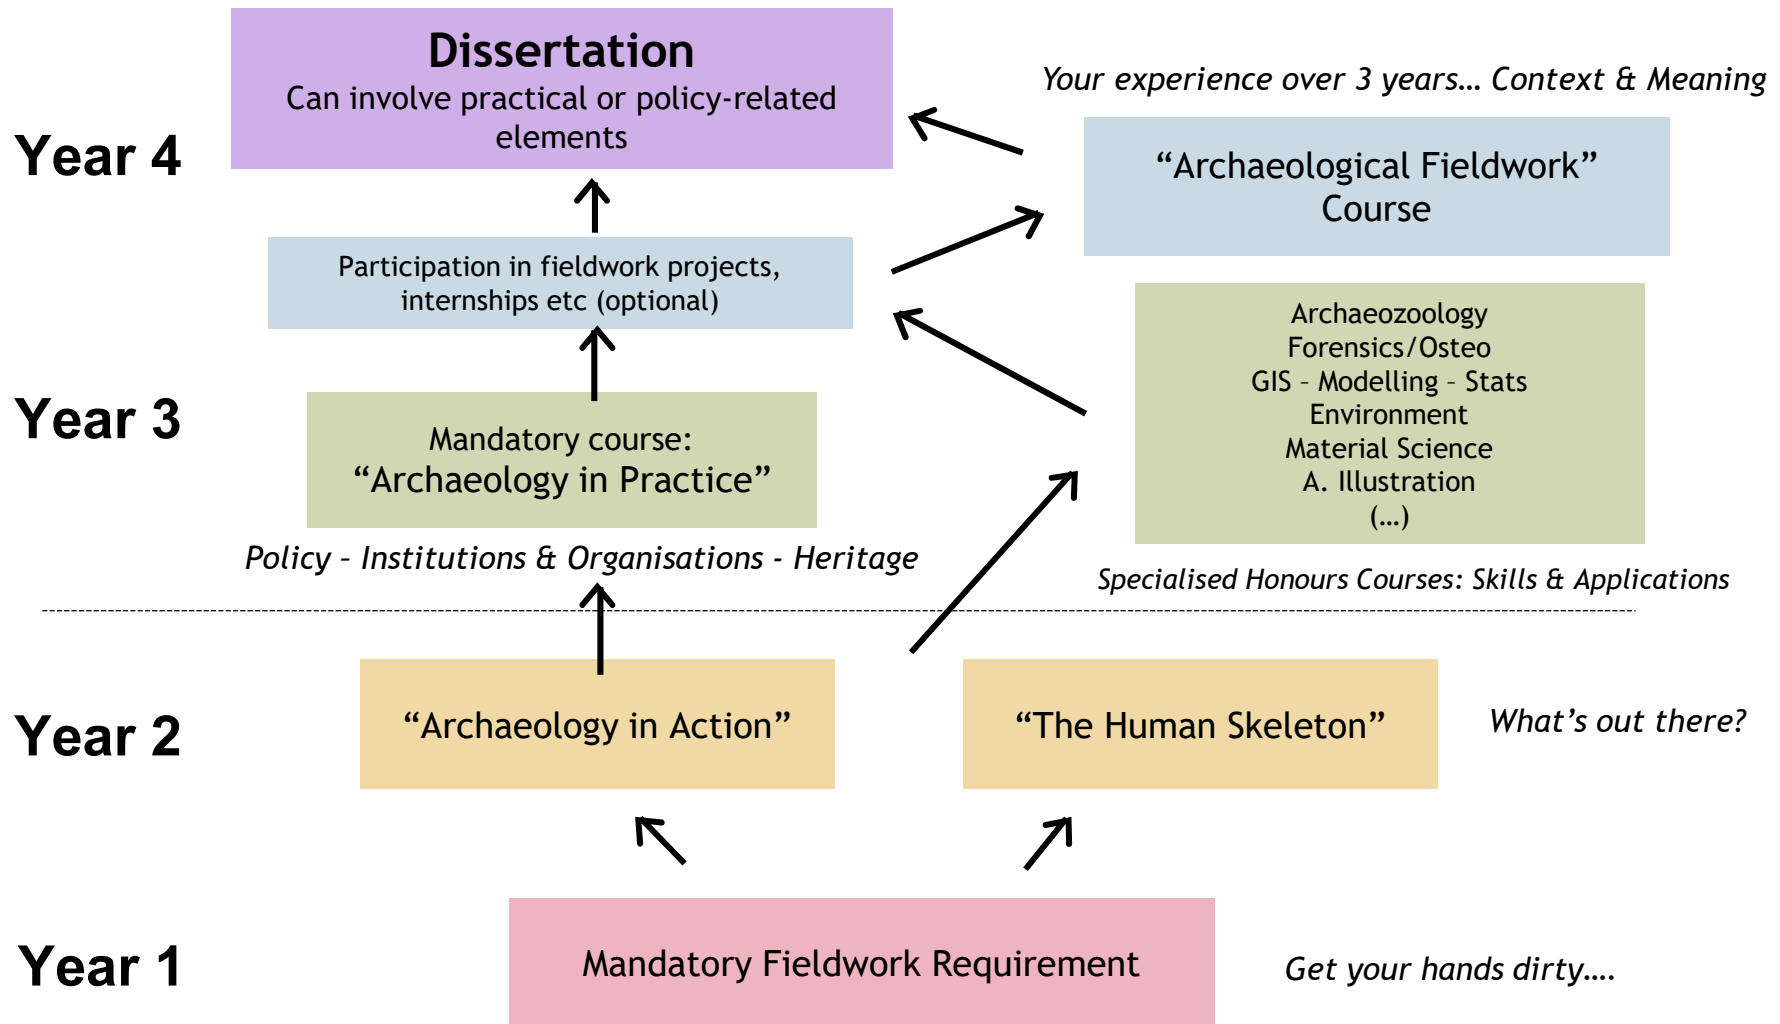 Dissertation
Can involve practical or policy-related
elements
Your experience over 3 years… Context & Meaning
Year 4
“Archaeological Fieldwork”
Course
Participation in fieldwork projects,
internships etc (optional)
Archaeozoology
Forensics/Osteo
GIS – Modelling – Stats
Environment
Material Science
A. Illustration
(…)
Year 3
Mandatory course:
“Archaeology in Practice”
Policy – Institutions & Organisations - Heritage
Specialised Honours Courses: Skills & Applications
Year 2
“Archaeology in Action”
“The Human Skeleton”
What’s out there?
Year 1
Mandatory Fieldwork Requirement
Get your hands dirty….